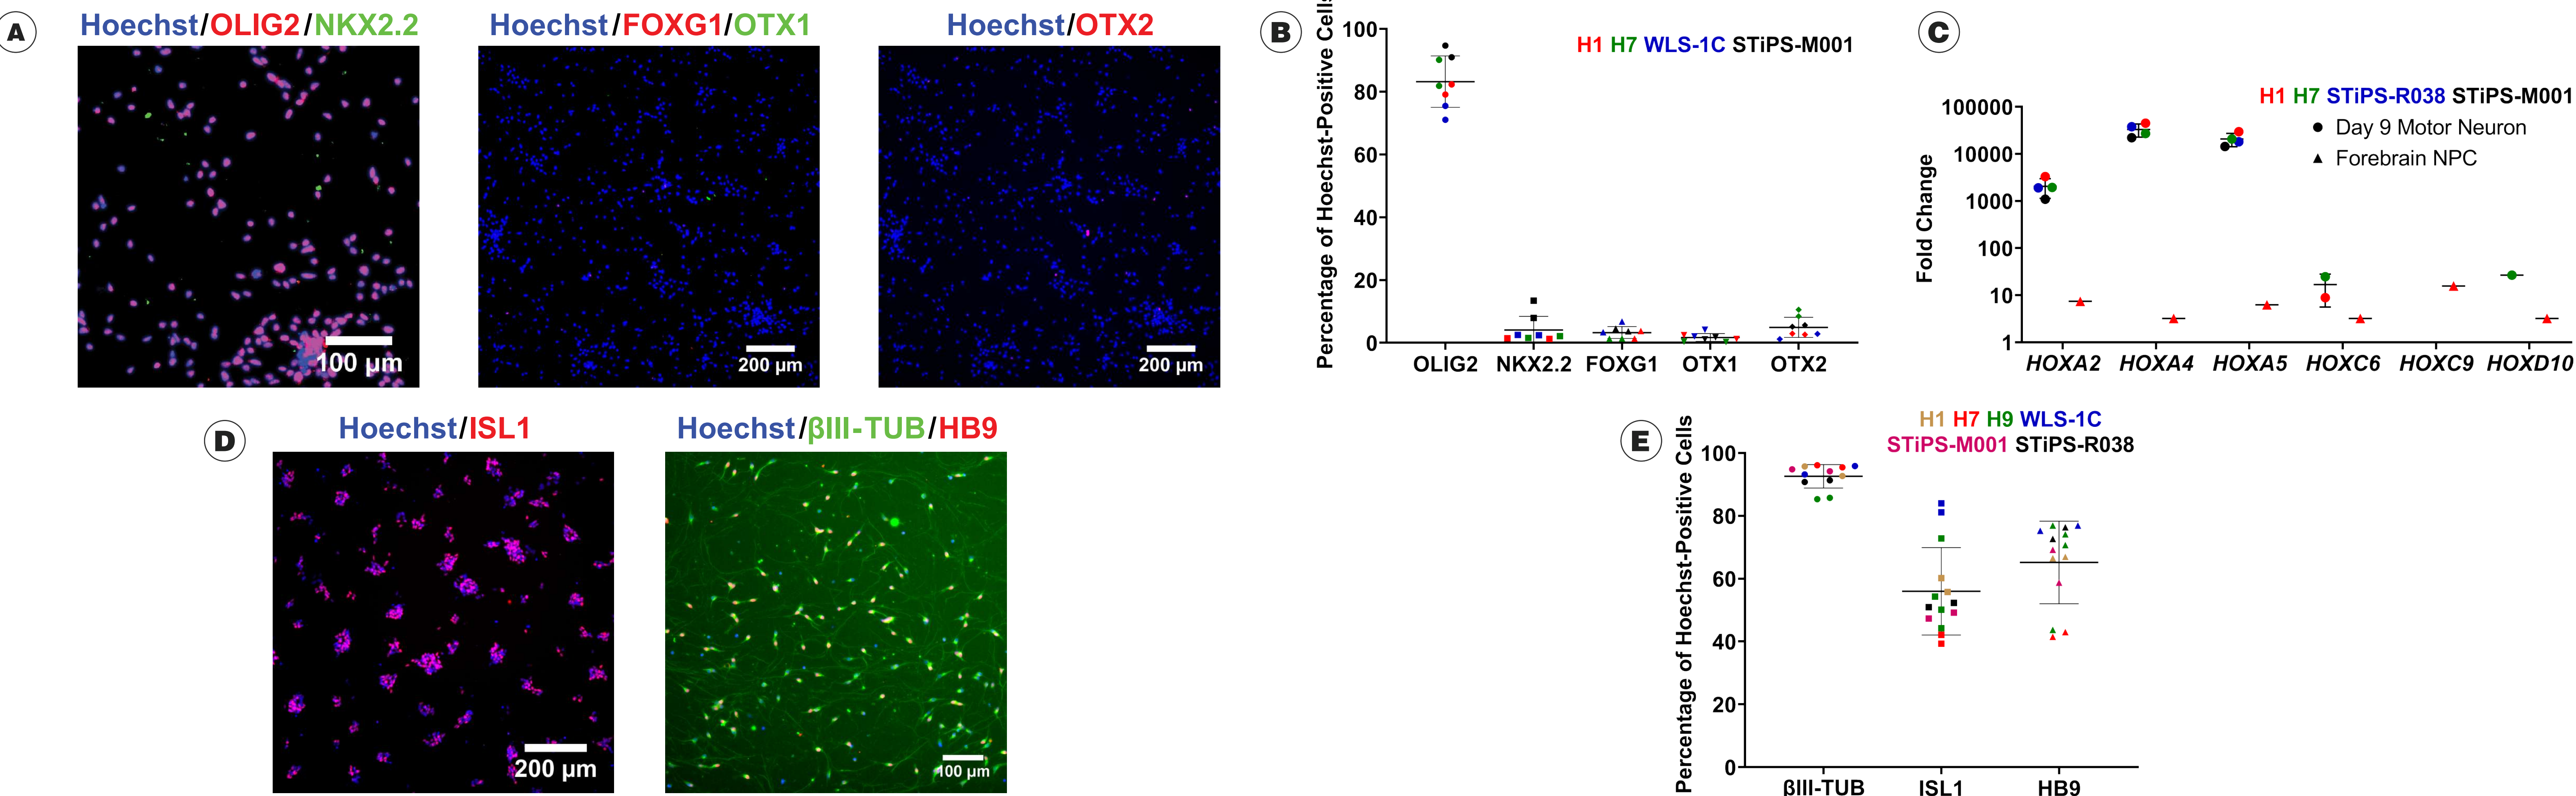 A
Hoechst/OLIG2/NKX2.2
Hoechst/FOXG1/OTX1
Hoechst/OTX2
100 µm
200 µm
200 µm
B
Percentage of Hoechst-Positive Cells
100
80
60
40
20
0
H1 H7 WLS-1C STiPS-M001
OLIG2 NKX2.2 FOXG1 OTX1 OTX2
C
Fold Change
100000
10000
1000
100
10
1
H1 H7 STiPS-R038 STiPS-M001
Day 9 Motor Neuron
Forebrain NPC
HOXA2 HOXA4 HOXA5 HOXC6 HOXC9 HOXD10
D
Hoechst/ISL1
Hoechst/βIII-TUB/HB9
200 µm
100 µm
E
Percentage of Hoechst-Positive Cells
100
80
60
40
20
0
H1 H7 H9 WLS-1C
STiPS-M001 STiPS-R038
βIII-TUB ISL1 HB9